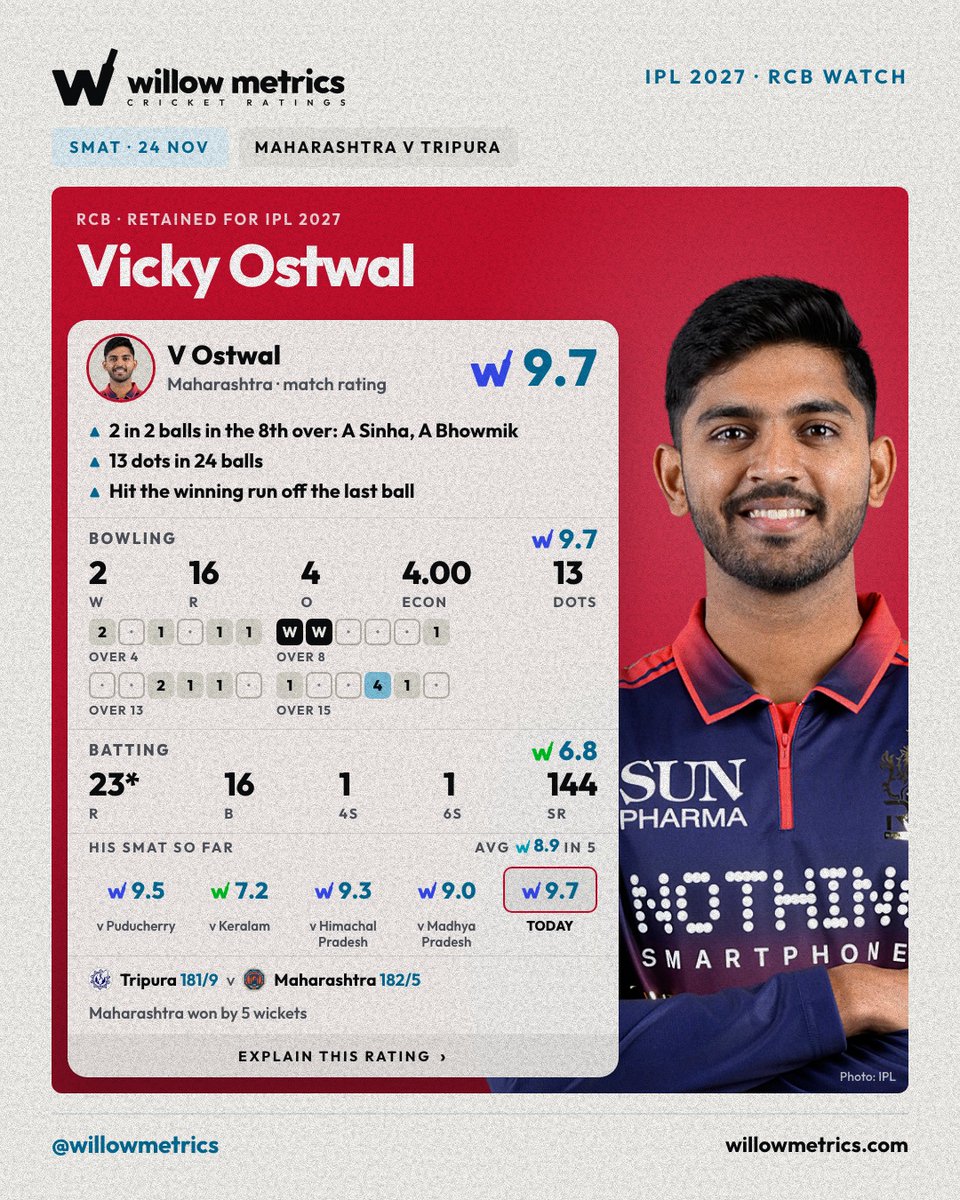 willow metrics
CRICKET RATINGS
IPL 2027 · RCB WATCH
SMAT · 24 NOV
MAHARASHTRA V TRIPURA
RCB · RETAINED FOR IPL 2027
Vicky Ostwal
V Ostwal
Maharashtra · match rating
9.7
2 in 2 balls in the 8th over: A Sinha, A Bhowmik
13 dots in 24 balls
Hit the winning run off the last ball
BOWLING 9.7
2 16 4 4.00 13
W R O ECON DOTS
2 · 1 · 1 1 W W · · · 1
OVER 4 OVER 8
· · 2 1 1 · 1 · · 4 1 ·
OVER 13 OVER 15
BATTING 6.8
23* 16 1 1 144
R B 4S 6S SR
HIS SMAT SO FAR AVG 8.9 IN 5
9.5 7.2 9.3 9.0 9.7
v Puducherry v Keralam v Himachal Pradesh v Madhya Pradesh TODAY
Tripura 181/9 v Maharashtra 182/5
Maharashtra won by 5 wickets
EXPLAIN THIS RATING ›
SUN
PHARMA
NOTHIN
SMARTPHONE
Photo: IPL
@willowmetrics
willowmetrics.com